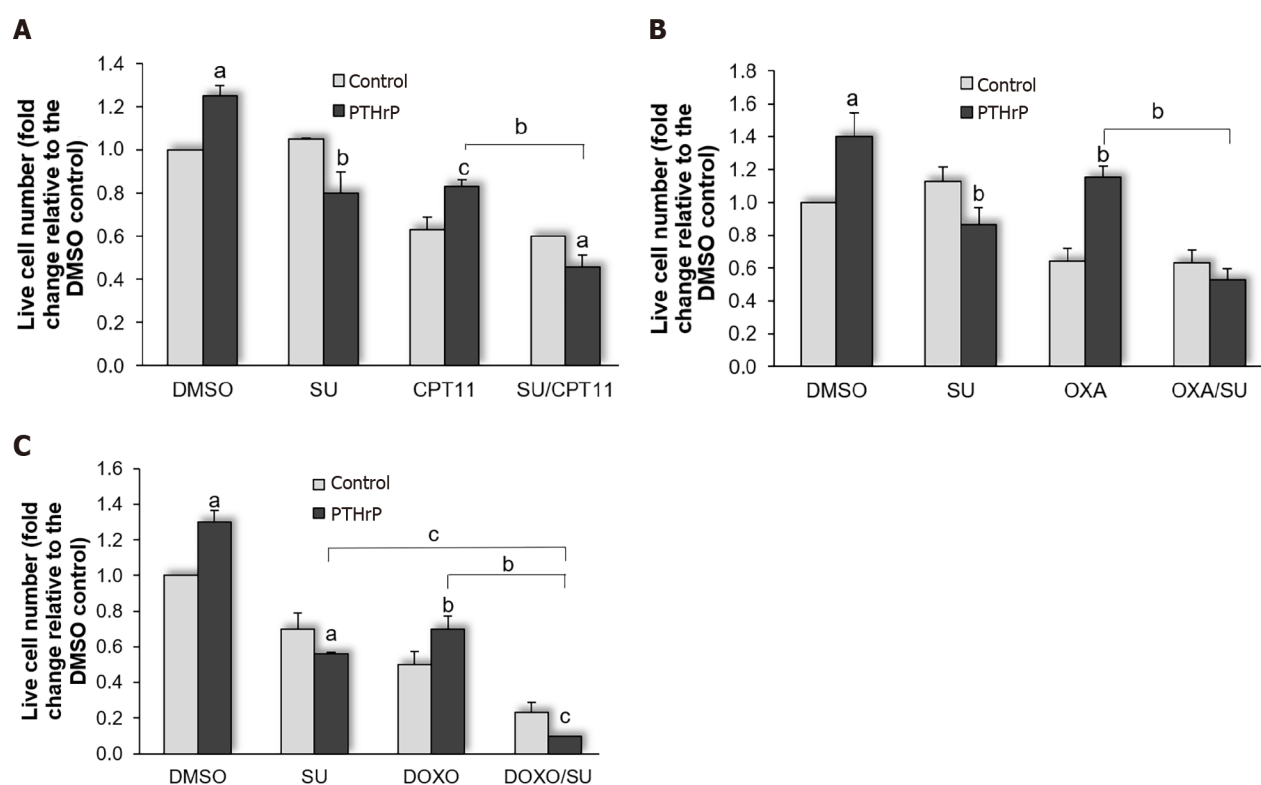 A
Live cell number (fold
change relative to the
DMSO control)
1.4
1.2
1.0
0.8
0.6
0.4
0.2
0.0
Control
PTHrP
a
b
c
b
a
DMSO
SU
CPT11
SU/CPT11
B
Live cell number (fold
change relative to the
DMSO control)
1.8
1.6
1.4
1.2
1.0
0.8
0.6
0.4
0.2
0.0
Control
PTHrP
a
b
b
b
DMSO
SU
OXA
OXA/SU
C
Live cell number (fold
change relative to the
DMSO control)
1.6
1.4
1.2
1.0
0.8
0.6
0.4
0.2
0.0
Control
PTHrP
a
a
c
b
b
c
DMSO
SU
DOXO
DOXO/SU